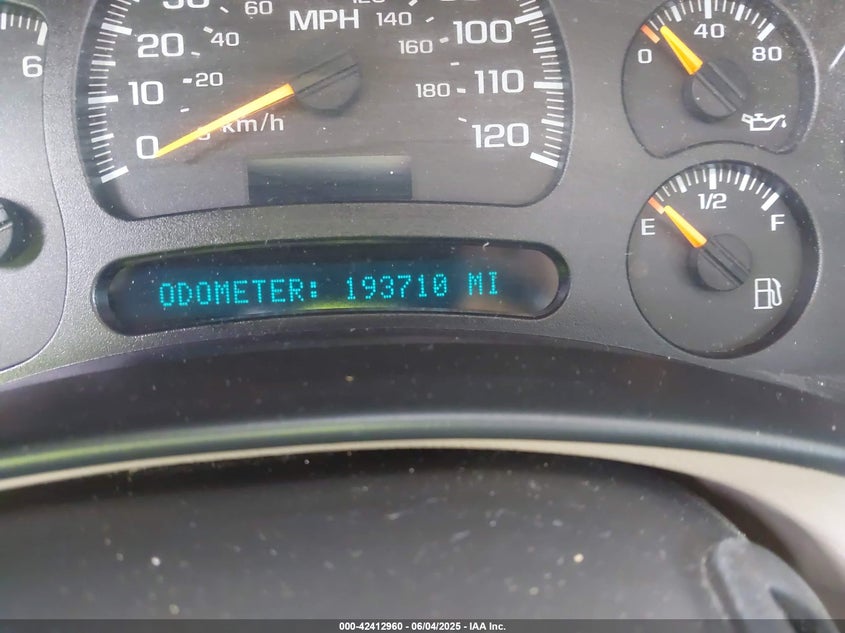 30 60 MPH 120 140
20 40 160 100
10 20 180 110
0 km/h 120
6
0 40 80
E 1/2 F
ODOMETER: 193710 MI
000-42412960 - 06/04/2025 - IAA Inc.